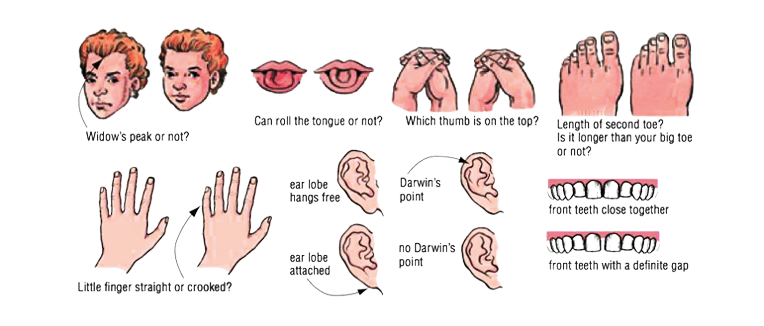 Widow's peak or not?
Can roll the tongue or not?
Which thumb is on the top?
Length of second toe?
Is it longer than your big toe
or not?
Little finger straight or crooked?
ear lobe
hangs free
ear lobe
attached
Darwin's
point
no Darwin's
point
front teeth close together
front teeth with a definite gap